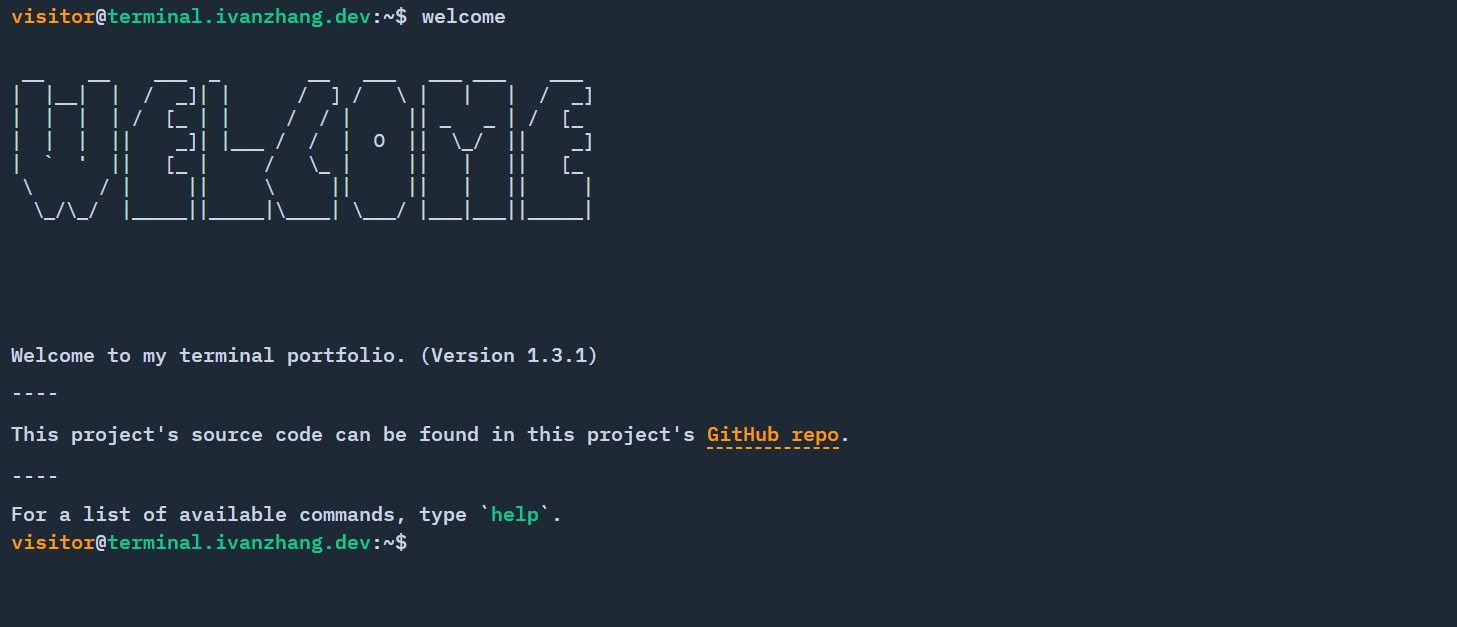 visitor@terminal.ivanzhang.dev:~$ welcome
WELCOME
Welcome to my terminal portfolio. (Version 1.3.1)
----
This project's source code can be found in this project's GitHub repo.
----
For a list of available commands, type `help`.
visitor@terminal.ivanzhang.dev:~$